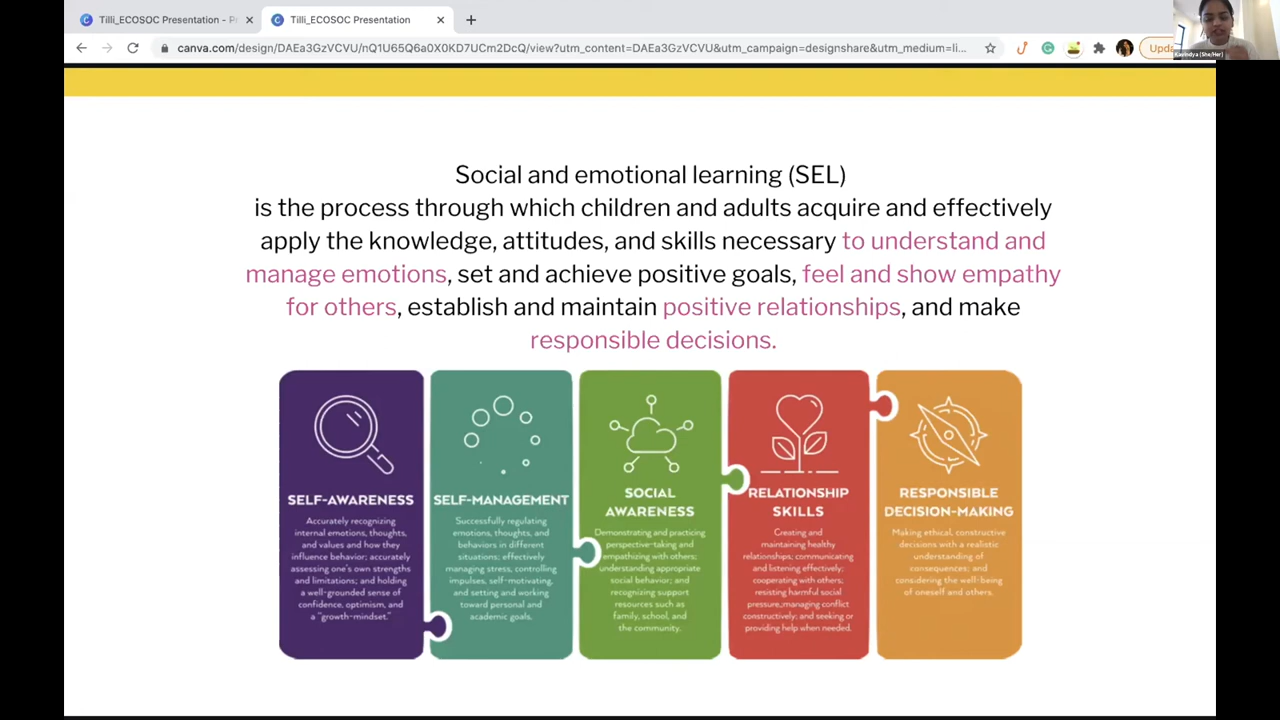 Tilli_ECOSOC Presentation - Pr
Tilli_ECOSOC Presentation
canva.com/design/DAEa3GzVCVU/nQ1U65Q6a0X0KD7UCm2DcQ/view?utm_content=DAEa3GzVCVU&utm_campaign=designshare&utm_medium=li...
Upda
Kavindya (She/Her)
Social and emotional learning (SEL)
is the process through which children and adults acquire and effectively
apply the knowledge, attitudes, and skills necessary to understand and
manage emotions, set and achieve positive goals, feel and show empathy
for others, establish and maintain positive relationships, and make
responsible decisions.
SELF-AWARENESS
Accurately recognizing
internal emotions, thoughts,
and values and how they
influence behavior; accurately
assessing one's own strengths
and limitations; and holding
a well-grounded sense of
confidence, optimism, and
a "growth-mindset."
SELF-MANAGEMENT
Successfully regulating
emotions, thoughts, and
behaviors in different
situations; effectively
managing stress, controlling
impulses, self-motivating,
and setting and working
toward personal and
academic goals.
SOCIAL
AWARENESS
Demonstrating and practicing
perspective-taking and
empathizing with others;
understanding appropriate
social behavior; and
recognizing support
resources such as
family, school, and
the community.
RELATIONSHIP
SKILLS
Creating and
maintaining healthy
relationships; communicating
and listening effectively;
cooperating with others;
resisting harmful social
pressure,managing conflict
constructively; and seeking or
providing help when needed.
RESPONSIBLE
DECISION-MAKING
Making ethical, constructive
decisions with a realistic
understanding of
consequences; and
considering the well-being
of oneself and others.